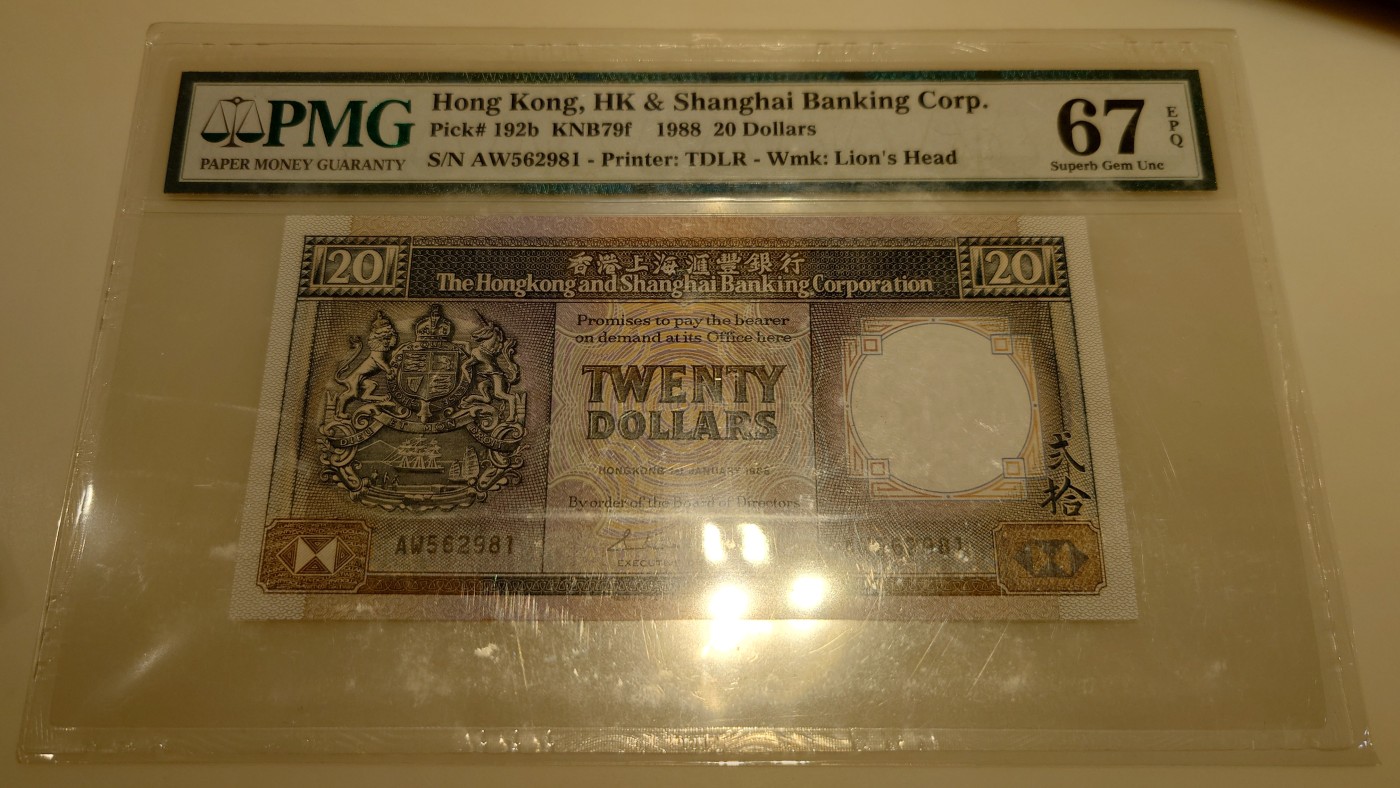 PMG
PAPER MONEY GUARANTY
Hong Kong, HK & Shanghai Banking Corp.
Pick# 192b KNB79f 1988 20 Dollars
S/N AW562981 - Printer: TDLR - Wmk: Lion's Head
67
EPQ
Superb Gem Unc
20
香港上海滙豐銀行
20
The Hongkong and Shanghai Banking Corporation
Promises to pay the bearer
on demand at its Office here
TWENTY
DOLLARS
HONGKONG 1st JANUARY
By order of the Board of Directors
貳拾
AW562981